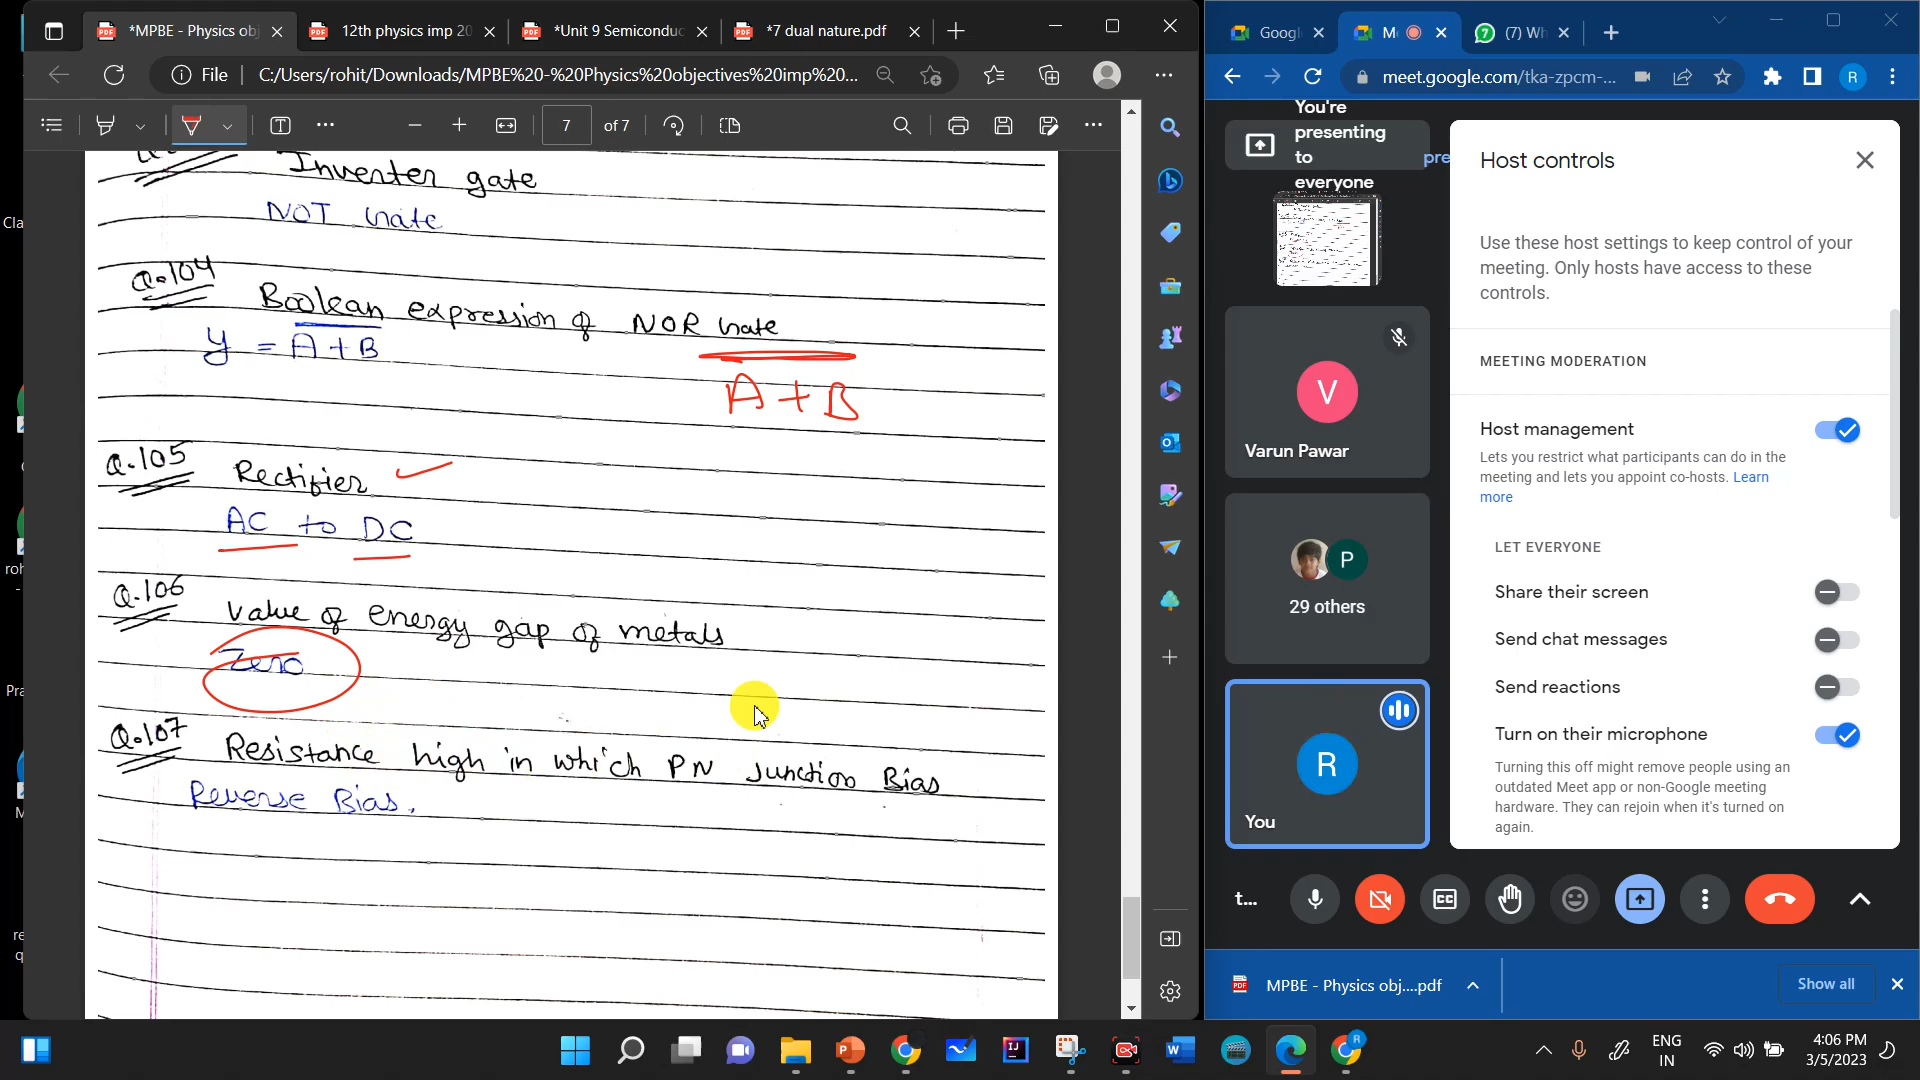 *MPBE - Physics obj
12th physics imp 20
*Unit 9 Semiconduc
*7 dual nature.pdf
File
C:/Users/rohit/Downloads/MPBE%20-%20Physics%20objectives%20imp%20...
7 of 7
Inverter gate
NOT Gate
Q.104 Boolean expression of NOR Gate
y = A + B
A + B
Q.105 Rectifier
AC to DC
Q.106 Value of energy gap of metals
Zero
Q.107 Resistance high in which PN Junction Bias
Reverse Bias.
Googl
M
(7) Wh
meet.google.com/tka-zpcm-...
R
You're presenting to everyone
pre
V
Varun Pawar
P
29 others
R
You
Host controls
Use these host settings to keep control of your
meeting. Only hosts have access to these
controls.
MEETING MODERATION
Host management
Lets you restrict what participants can do in the
meeting and lets you appoint co-hosts. Learn
more
LET EVERYONE
Share their screen
Send chat messages
Send reactions
Turn on their microphone
Turning this off might remove people using an
outdated Meet app or non-Google meeting
hardware. They can rejoin when it's turned on
again.
t...
MPBE - Physics obj....pdf
Show all
ENG
IN
4:06 PM
3/5/2023